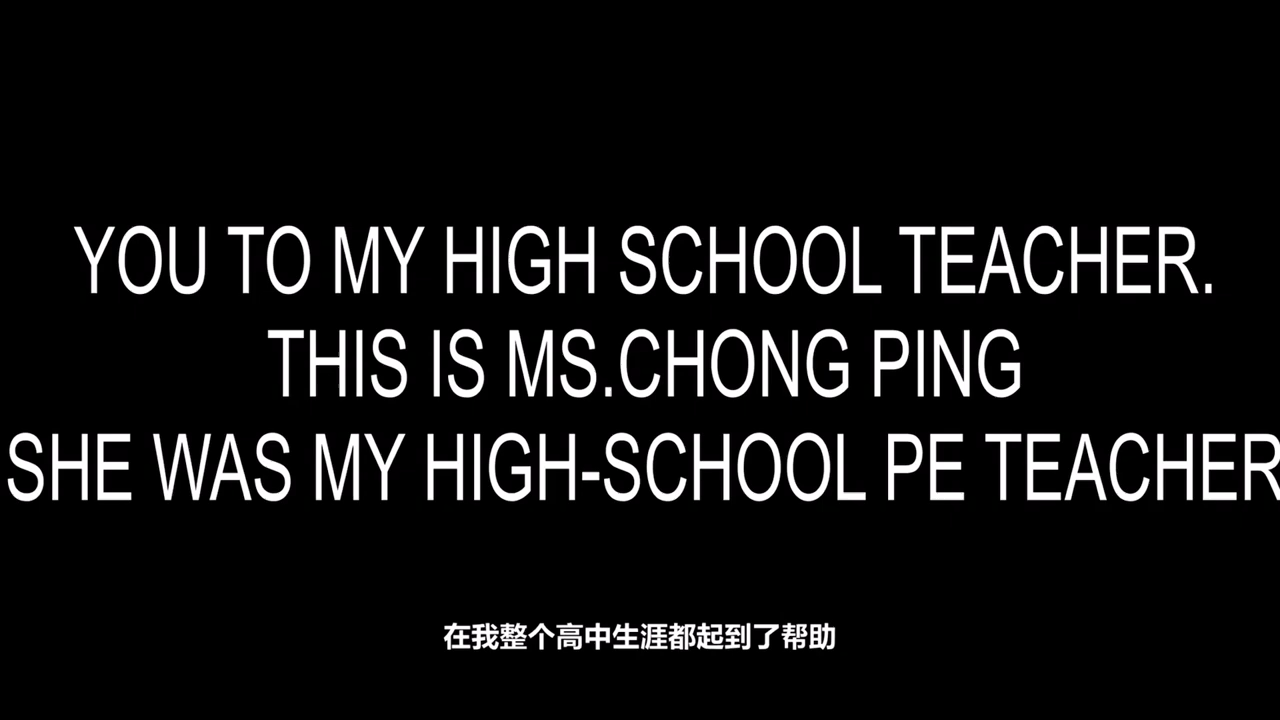 YOU TO MY HIGH SCHOOL TEACHER.
THIS IS MS.CHONG PING
SHE WAS MY HIGH-SCHOOL PE TEACHER
在我整个高中生涯都起到了帮助